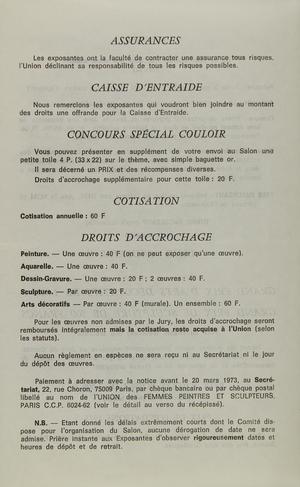 ASSURANCES
Les exposantes ont la faculté de contracter une assurance tous risques,
l'Union déclinant sa responsabilité de tous les risques possibles.
CAISSE D'ENTRAIDE
Nous remercions les exposantes qui voudront bien joindre au montant
des droits une offrande pour la Caisse d'Entraide.
CONCOURS SPÉCIAL COULOIR
Vous pouvez présenter en supplément de votre envoi au Salon une
petite toile 4 P. (33 x 22) sur le thème, avec simple baguette or.
Il sera décerné un PRIX et des récompenses diverses.
Droits d'accrochage supplémentaire pour cette toile : 20 F.
COTISATION
Cotisation annuelle : 60 F
DROITS D'ACCROCHAGE
Peinture. — Une œuvre : 40 F (on ne peut exposer qu'une œuvre).
Aquarelle. — Une œuvre : 40 F.
Dessin-Gravure. — Une œuvre : 20 F ; 2 œuvres : 40 F.
Sculpture. — Par œuvre : 20 F.
Arts décoratifs — Par œuvre : 40 F (murale). Un ensemble : 60 F.
Pour les œuvres non admises par le Jury, les droits d'accrochage seront
remboursés intégralement mais la cotisation reste acquise à l'Union (selon
les statuts).
Aucun règlement en espèces ne sera reçu ni au Secrétariat ni le jour
du dépôt des œuvres.
Paiement à adresser avec la notice avant le 20 mars 1973, au Secré-
tariat, 22, rue Choron, 75009 Paris, par chèque bancaire ou par chèque postal
libellé au nom de l'UNION des FEMMES PEINTRES ET SCULPTEURS,
PARIS C.C.P. 6024-62 (voir le détail au verso du récépissé).
N.B. — Etant donné les délais extrêmement courts dont le Comité dis-
pose pour l'organisation du Salon, aucune dérogation de date ne sera
admise. Prière instante aux Exposantes d'observer rigoureusement dates et
heures de dépôt et de retrait.